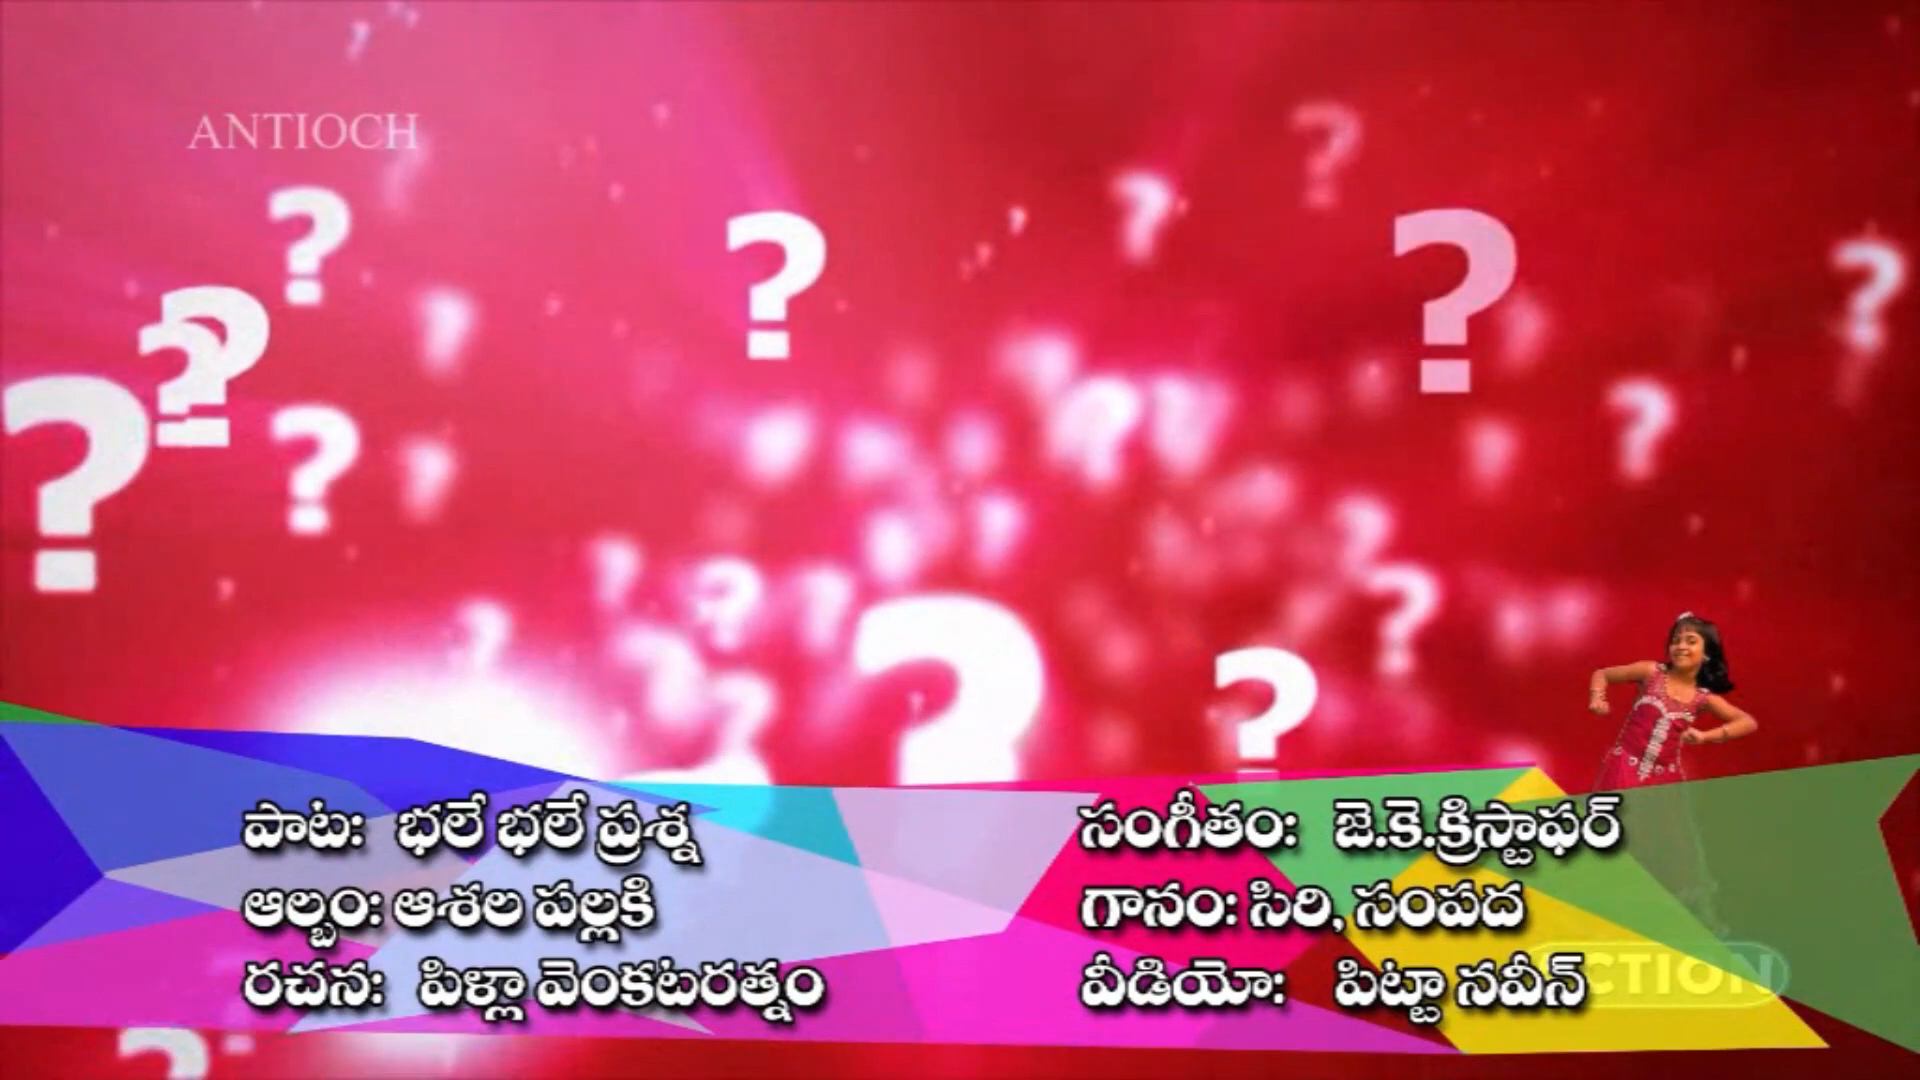 ANTIOCH
పాట: భలే భలే ప్రశ్న
ఆల్బం: ఆశల పల్లకి
రచన: పిళ్లా వెంకటరత్నం
సంగీతం: జె.కె.క్రిస్టాఫర్
గానం: సిరి, సంపద
వీడియో: పిట్టా నవీన్